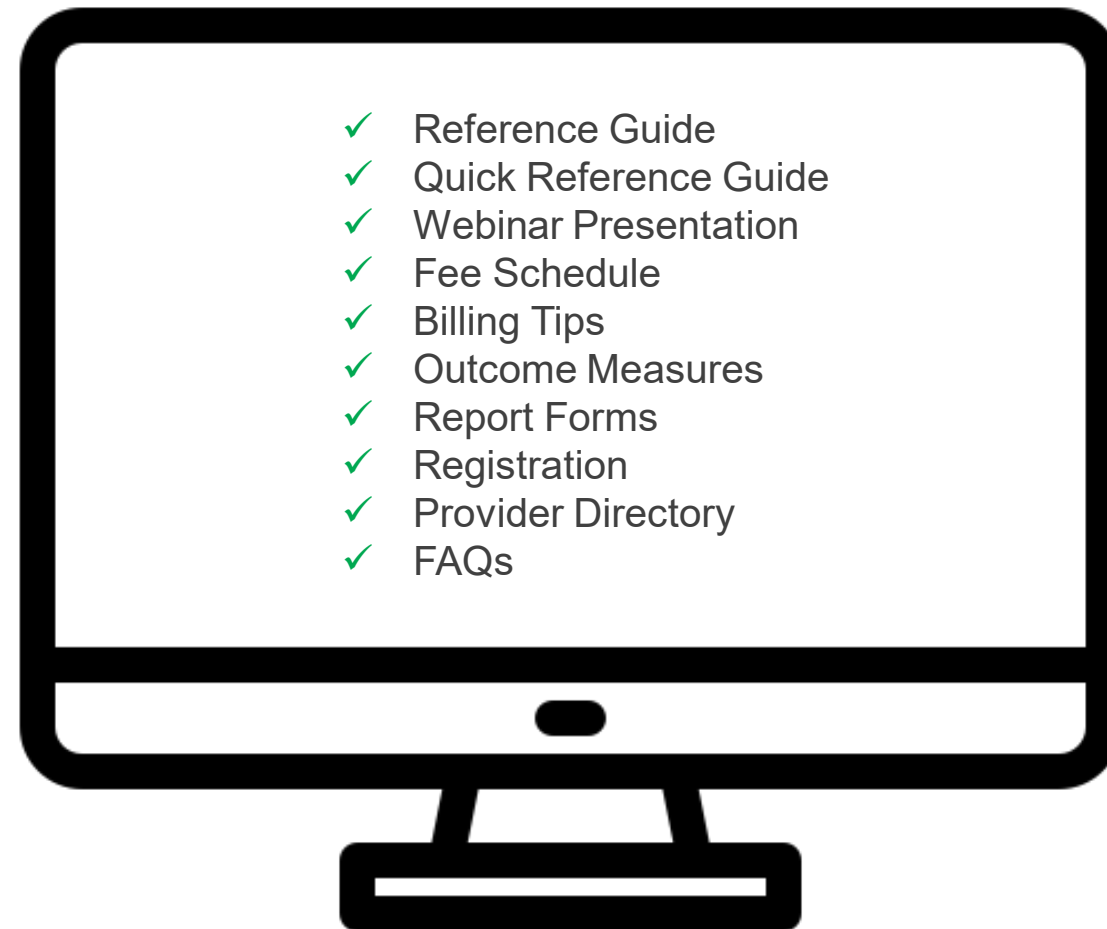 ✓ Reference Guide
✓ Quick Reference Guide
✓ Webinar Presentation
✓ Fee Schedule
✓ Billing Tips
✓ Outcome Measures
✓ Report Forms
✓ Registration
✓ Provider Directory
✓ FAQs